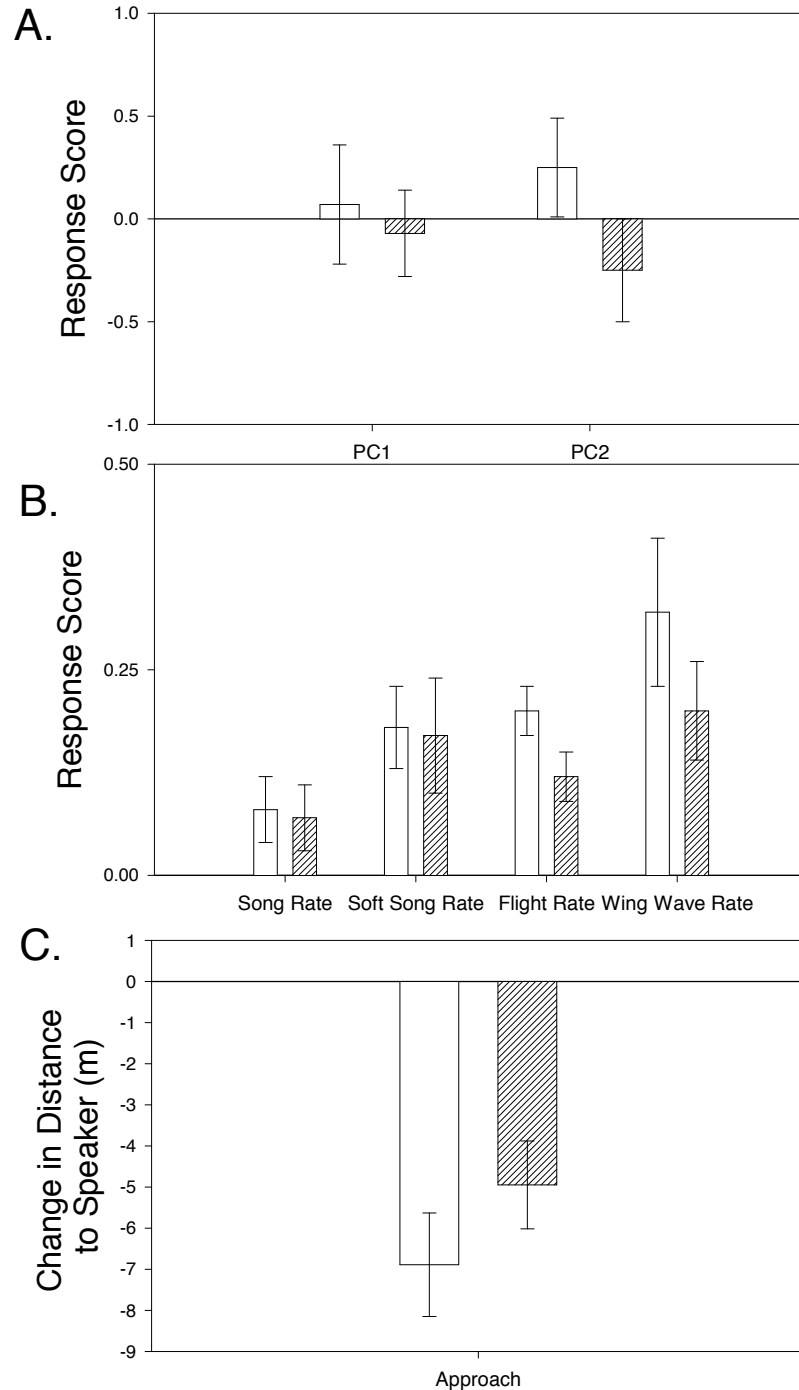 A.
Response Score
1.0
0.5
0.0
-0.5
-1.0
PC1 PC2
B.
Response Score
0.50
0.25
0.00
Song Rate Soft Song Rate Flight Rate Wing Wave Rate
C.
Change in Distance
to Speaker (m)
1
0
-1
-2
-3
-4
-5
-6
-7
-8
-9
Approach